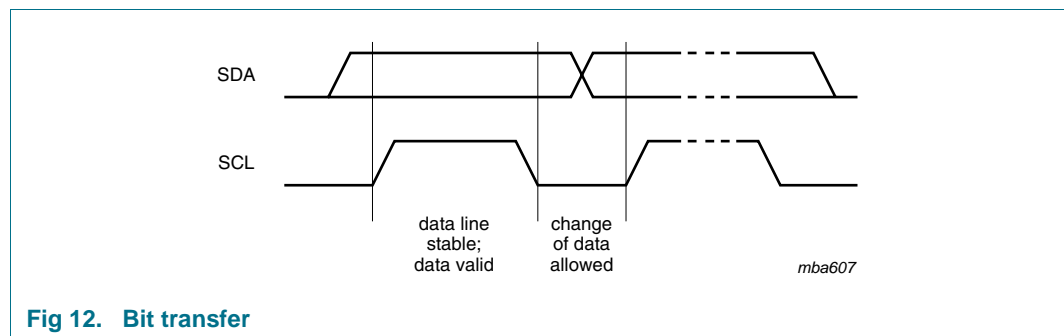 SDA
SCL
data line
stable;
data valid
change
of data
allowed
mba607
Fig 12. Bit transfer